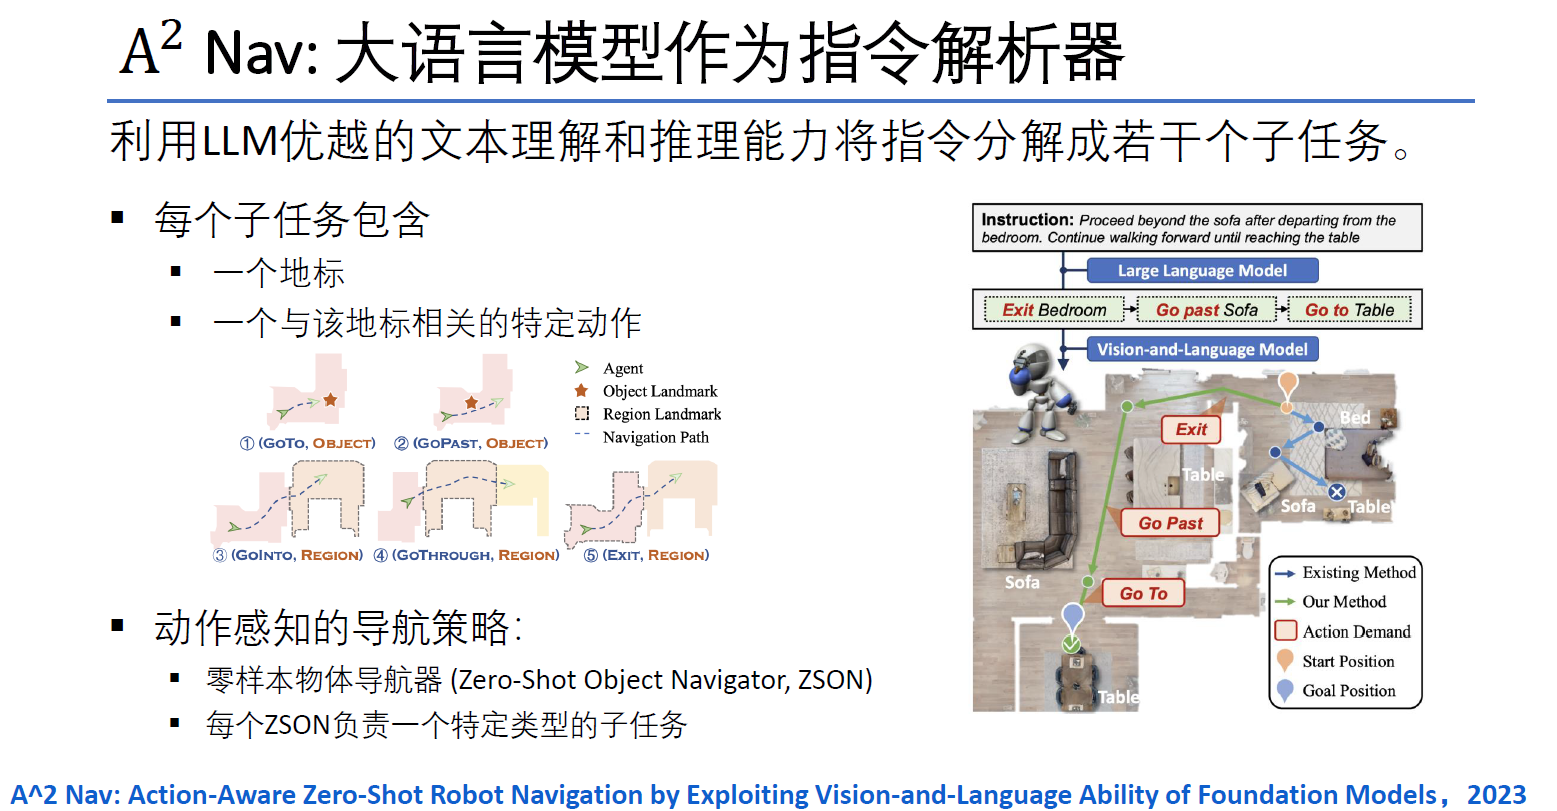 A² Nav: 大语言模型作为指令解析器
利用LLM优越的文本理解和推理能力将指令分解成若干个子任务。
▪ 每个子任务包含
▪ 一个地标
▪ 一个与该地标相关的特定动作
Agent
Object Landmark
Region Landmark
Navigation Path
① (GOTO, OBJECT)
② (GOPAST, OBJECT)
③ (GOINTO, REGION)
④ (GOTHROUGH, REGION)
⑤ (EXIT, REGION)
▪ 动作感知的导航策略:
▪ 零样本物体导航器 (Zero-Shot Object Navigator, ZSON)
▪ 每个ZSON负责一个特定类型的子任务
Instruction: Proceed beyond the sofa after departing from the
bedroom. Continue walking forward until reaching the table
Large Language Model
Exit Bedroom
Go past Sofa
Go to Table
Vision-and-Language Model
Bed
Exit
Table
Sofa
Table
Go Past
Sofa
Go To
Table
Existing Method
Our Method
Action Demand
Start Position
Goal Position
A^2 Nav: Action-Aware Zero-Shot Robot Navigation by Exploiting Vision-and-Language Ability of Foundation Models，2023